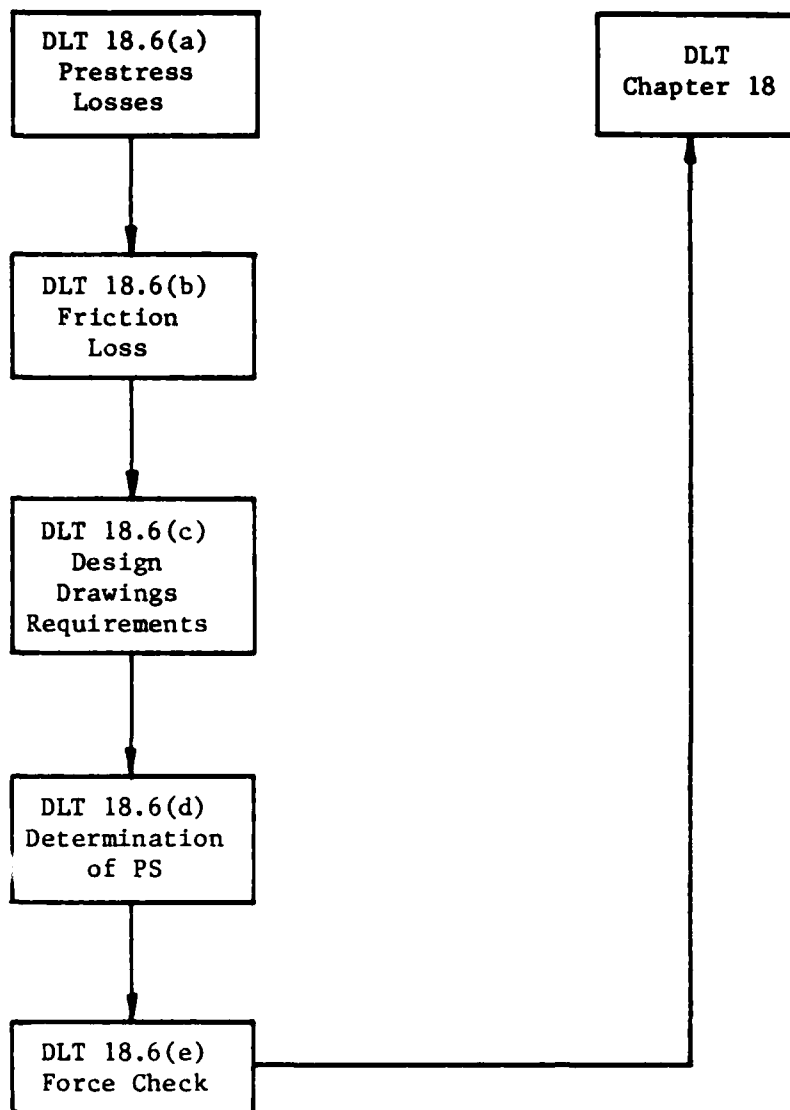 DLT 18.6(a)
Prestress
Losses
DLT
Chapter 18
DLT 18.6(b)
Friction
Loss
DLT 18.6(c)
Design
Drawings
Requirements
DLT 18.6(d)
Determination
of PS
DLT 18.6(e)
Force Check